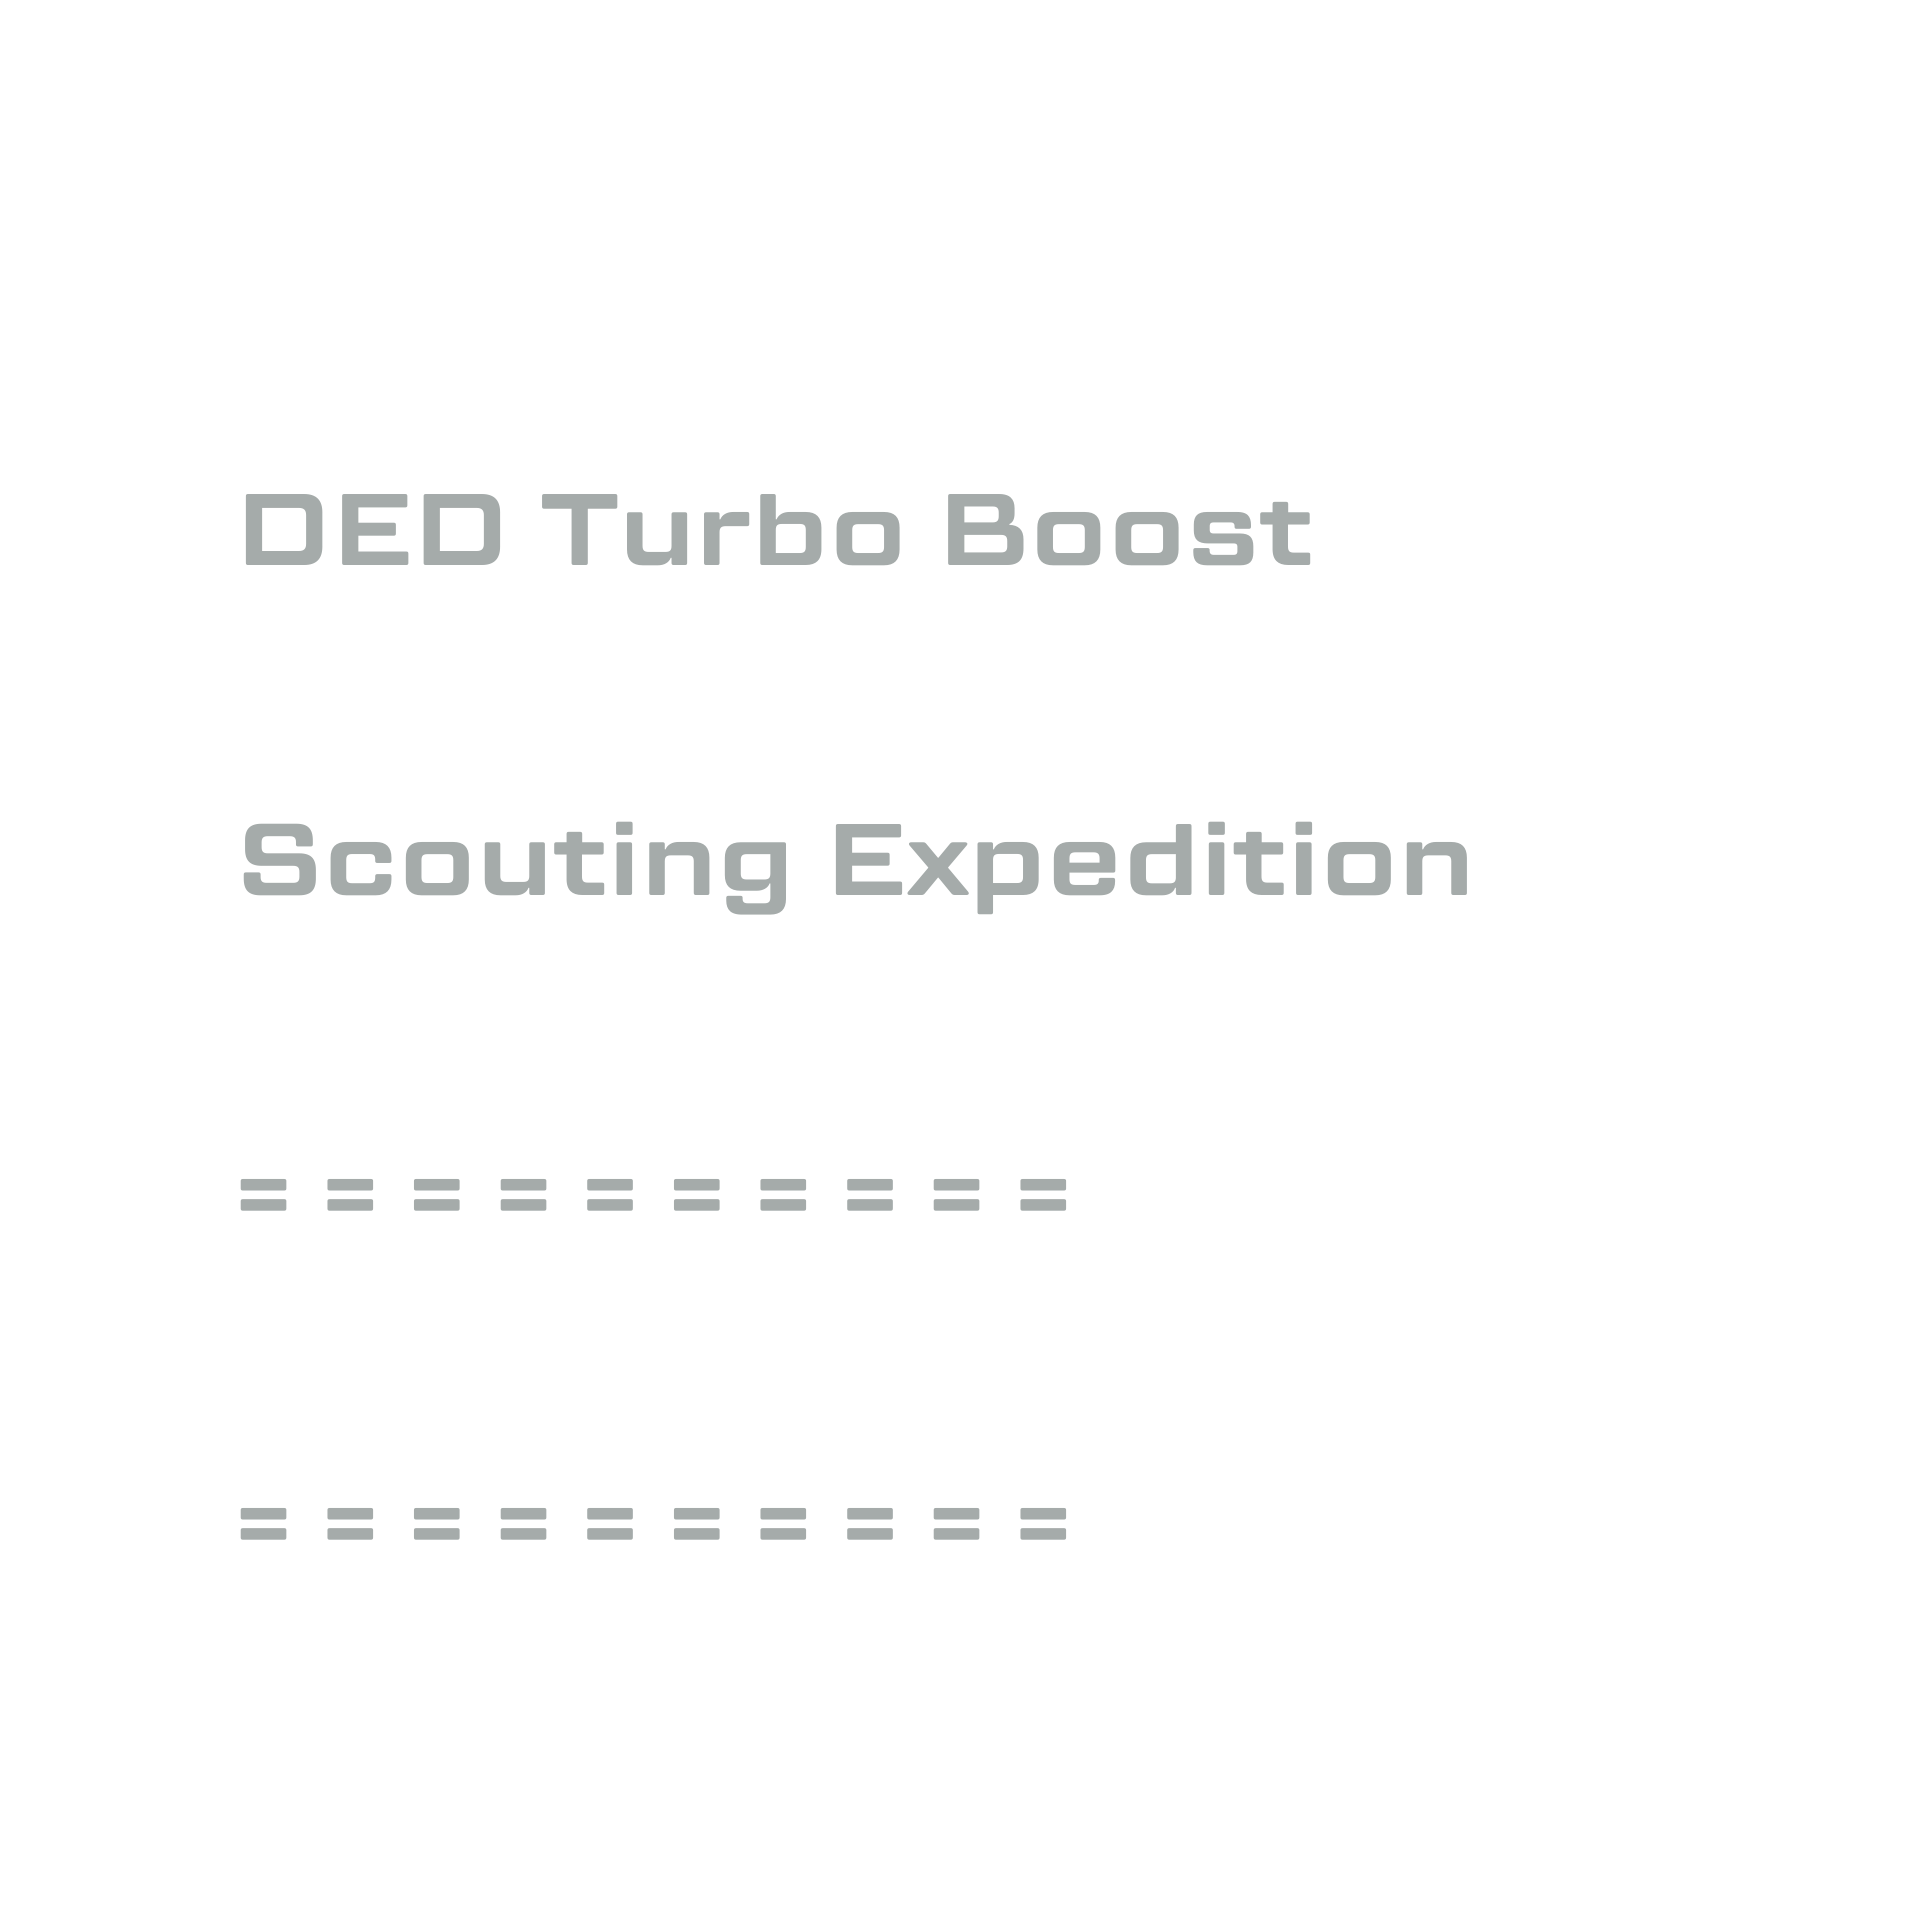 DED Turbo Boost
Scouting Expedition
= = = = = = = = = =
= = = = = = = = = =